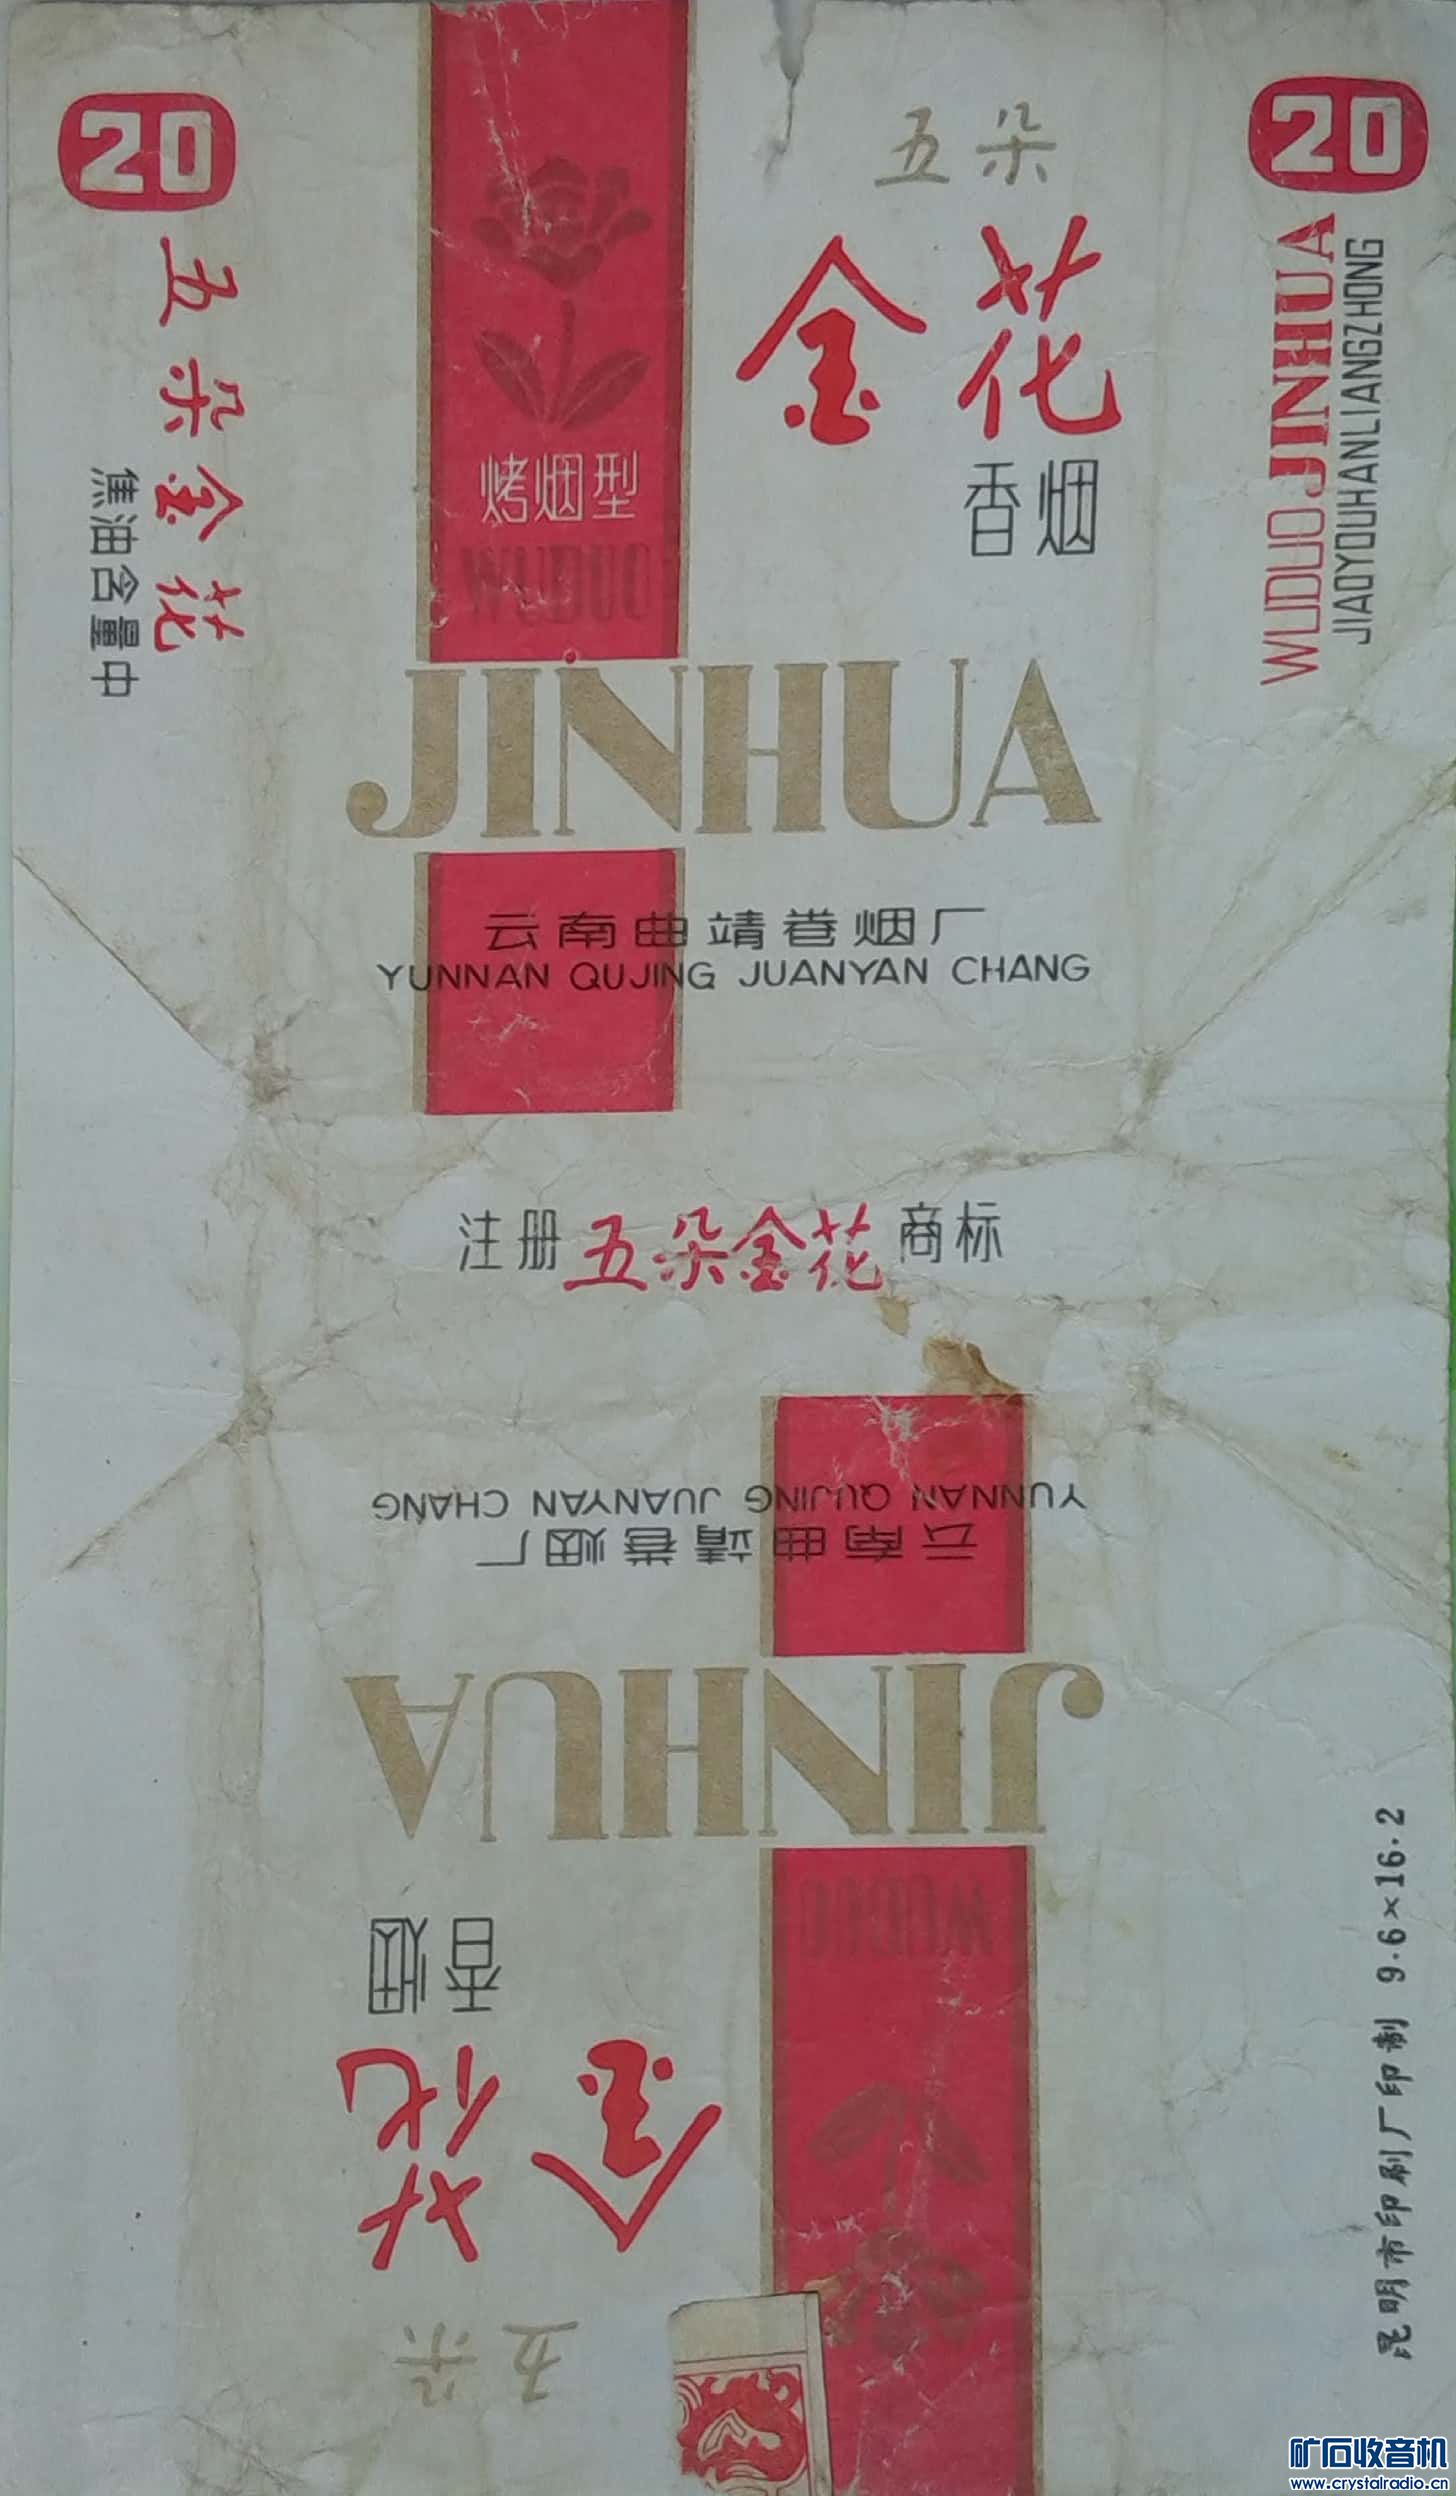 20
五朵金花
焦油含量中
五朵
金花
香烟
烤烟型
WUDUO
JINHUA
云南曲靖卷烟厂
YUNNAN QUJING JUANYAN CHANG
20
WUDUOJINHUA
JIAOYOUHANLIANGZHONG
注册 五朵金花 商标
YUNNAN QUJING JUANYAN CHANG
云南曲靖卷烟厂
JINHUA
WUDUO
香烟
金花
五朵
昆明市印刷厂印制 9.6×16.2
矿石收音机
www.crystalradio.cn